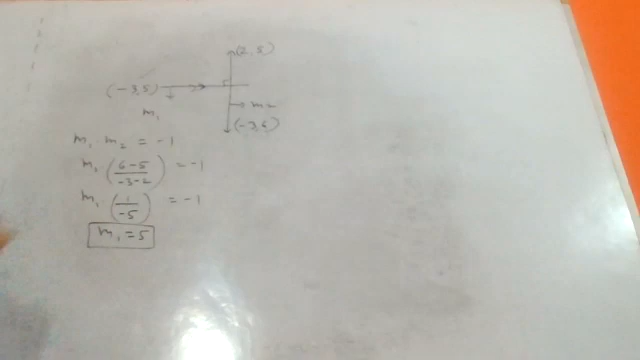 (2,5)
(-3,5)
m₁
m₂
(-3,6)
m₁ m₂ = -1
m₁ (6-5/-3-2) = -1
m₁ (1/-5) = -1
m₁ = 5